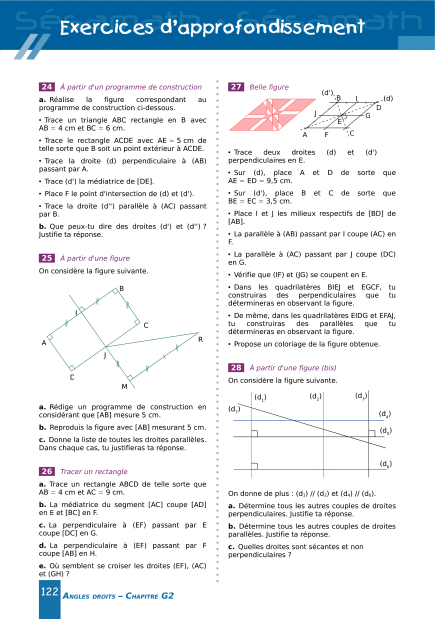 Exercices d'approfondissement
24 À partir d'un programme de construction
a. Réalise la figure correspondant au
programme de construction ci-dessous.
• Trace un triangle ABC rectangle en B avec
AB = 4 cm et BC = 6 cm.
• Trace le rectangle ACDE avec AE = 5 cm de
telle sorte que B soit un point extérieur à ACDE.
• Trace la droite (d) perpendiculaire à (AB)
passant par A.
• Trace (d') la médiatrice de [DE].
• Place F le point d'intersection de (d) et (d').
• Trace la droite (d") parallèle à (AC) passant
par B.
b. Que peux-tu dire des droites (d') et (d") ?
Justifie ta réponse.
25 À partir d'une figure
On considère la figure suivante.
B
I
C
A
R
J
E
M
a. Rédige un programme de construction en
considérant que [AB] mesure 5 cm.
b. Reproduis la figure avec [AB] mesurant 5 cm.
c. Donne la liste de toutes les droites parallèles.
Dans chaque cas, tu justifieras ta réponse.
26 Tracer un rectangle
a. Trace un rectangle ABCD de telle sorte que
AB = 4 cm et AC = 9 cm.
b. La médiatrice du segment [AC] coupe [AD]
en E et [BC] en F.
c. La perpendiculaire à (EF) passant par E
coupe [DC] en G.
d. La perpendiculaire à (EF) passant par F
coupe [AB] en H.
e. Où semblent se croiser les droites (EF), (AC)
et (GH) ?
27 Belle figure
(d')
B I (d)
D
J G
E
A F C
• Trace deux droites (d) et (d')
perpendiculaires en E.
• Sur (d), place A et D de sorte que
AE = ED = 9,5 cm.
• Sur (d'), place B et C de sorte que
BE = EC = 3,5 cm.
• Place I et J les milieux respectifs de [BD] de
[AB].
• La parallèle à (AB) passant par I coupe (AC) en
F.
• La parallèle à (AC) passant par J coupe (DC)
en G.
• Vérifie que (IF) et (JG) se coupent en E.
• Dans les quadrilatères BIEJ et EGCF, tu
construiras des perpendiculaires que tu
détermineras en observant la figure.
• De même, dans les quadrilatères EIDG et EFAJ,
tu construiras des parallèles que tu
détermineras en observant la figure.
• Propose un coloriage de la figure obtenue.
28 À partir d'une figure (bis)
On considère la figure suivante.
(d1) (d2) (d3)
(d7)
(d4)
(d5)
(d6)
On donne de plus : (d1) // (d2) et (d4) // (d6).
a. Détermine tous les autres couples de droites
perpendiculaires. Justifie ta réponse.
b. Détermine tous les autres couples de droites
parallèles. Justifie ta réponse.
c. Quelles droites sont sécantes et non
perpendiculaires ?
122 ANGLES DROITS – CHAPITRE G2